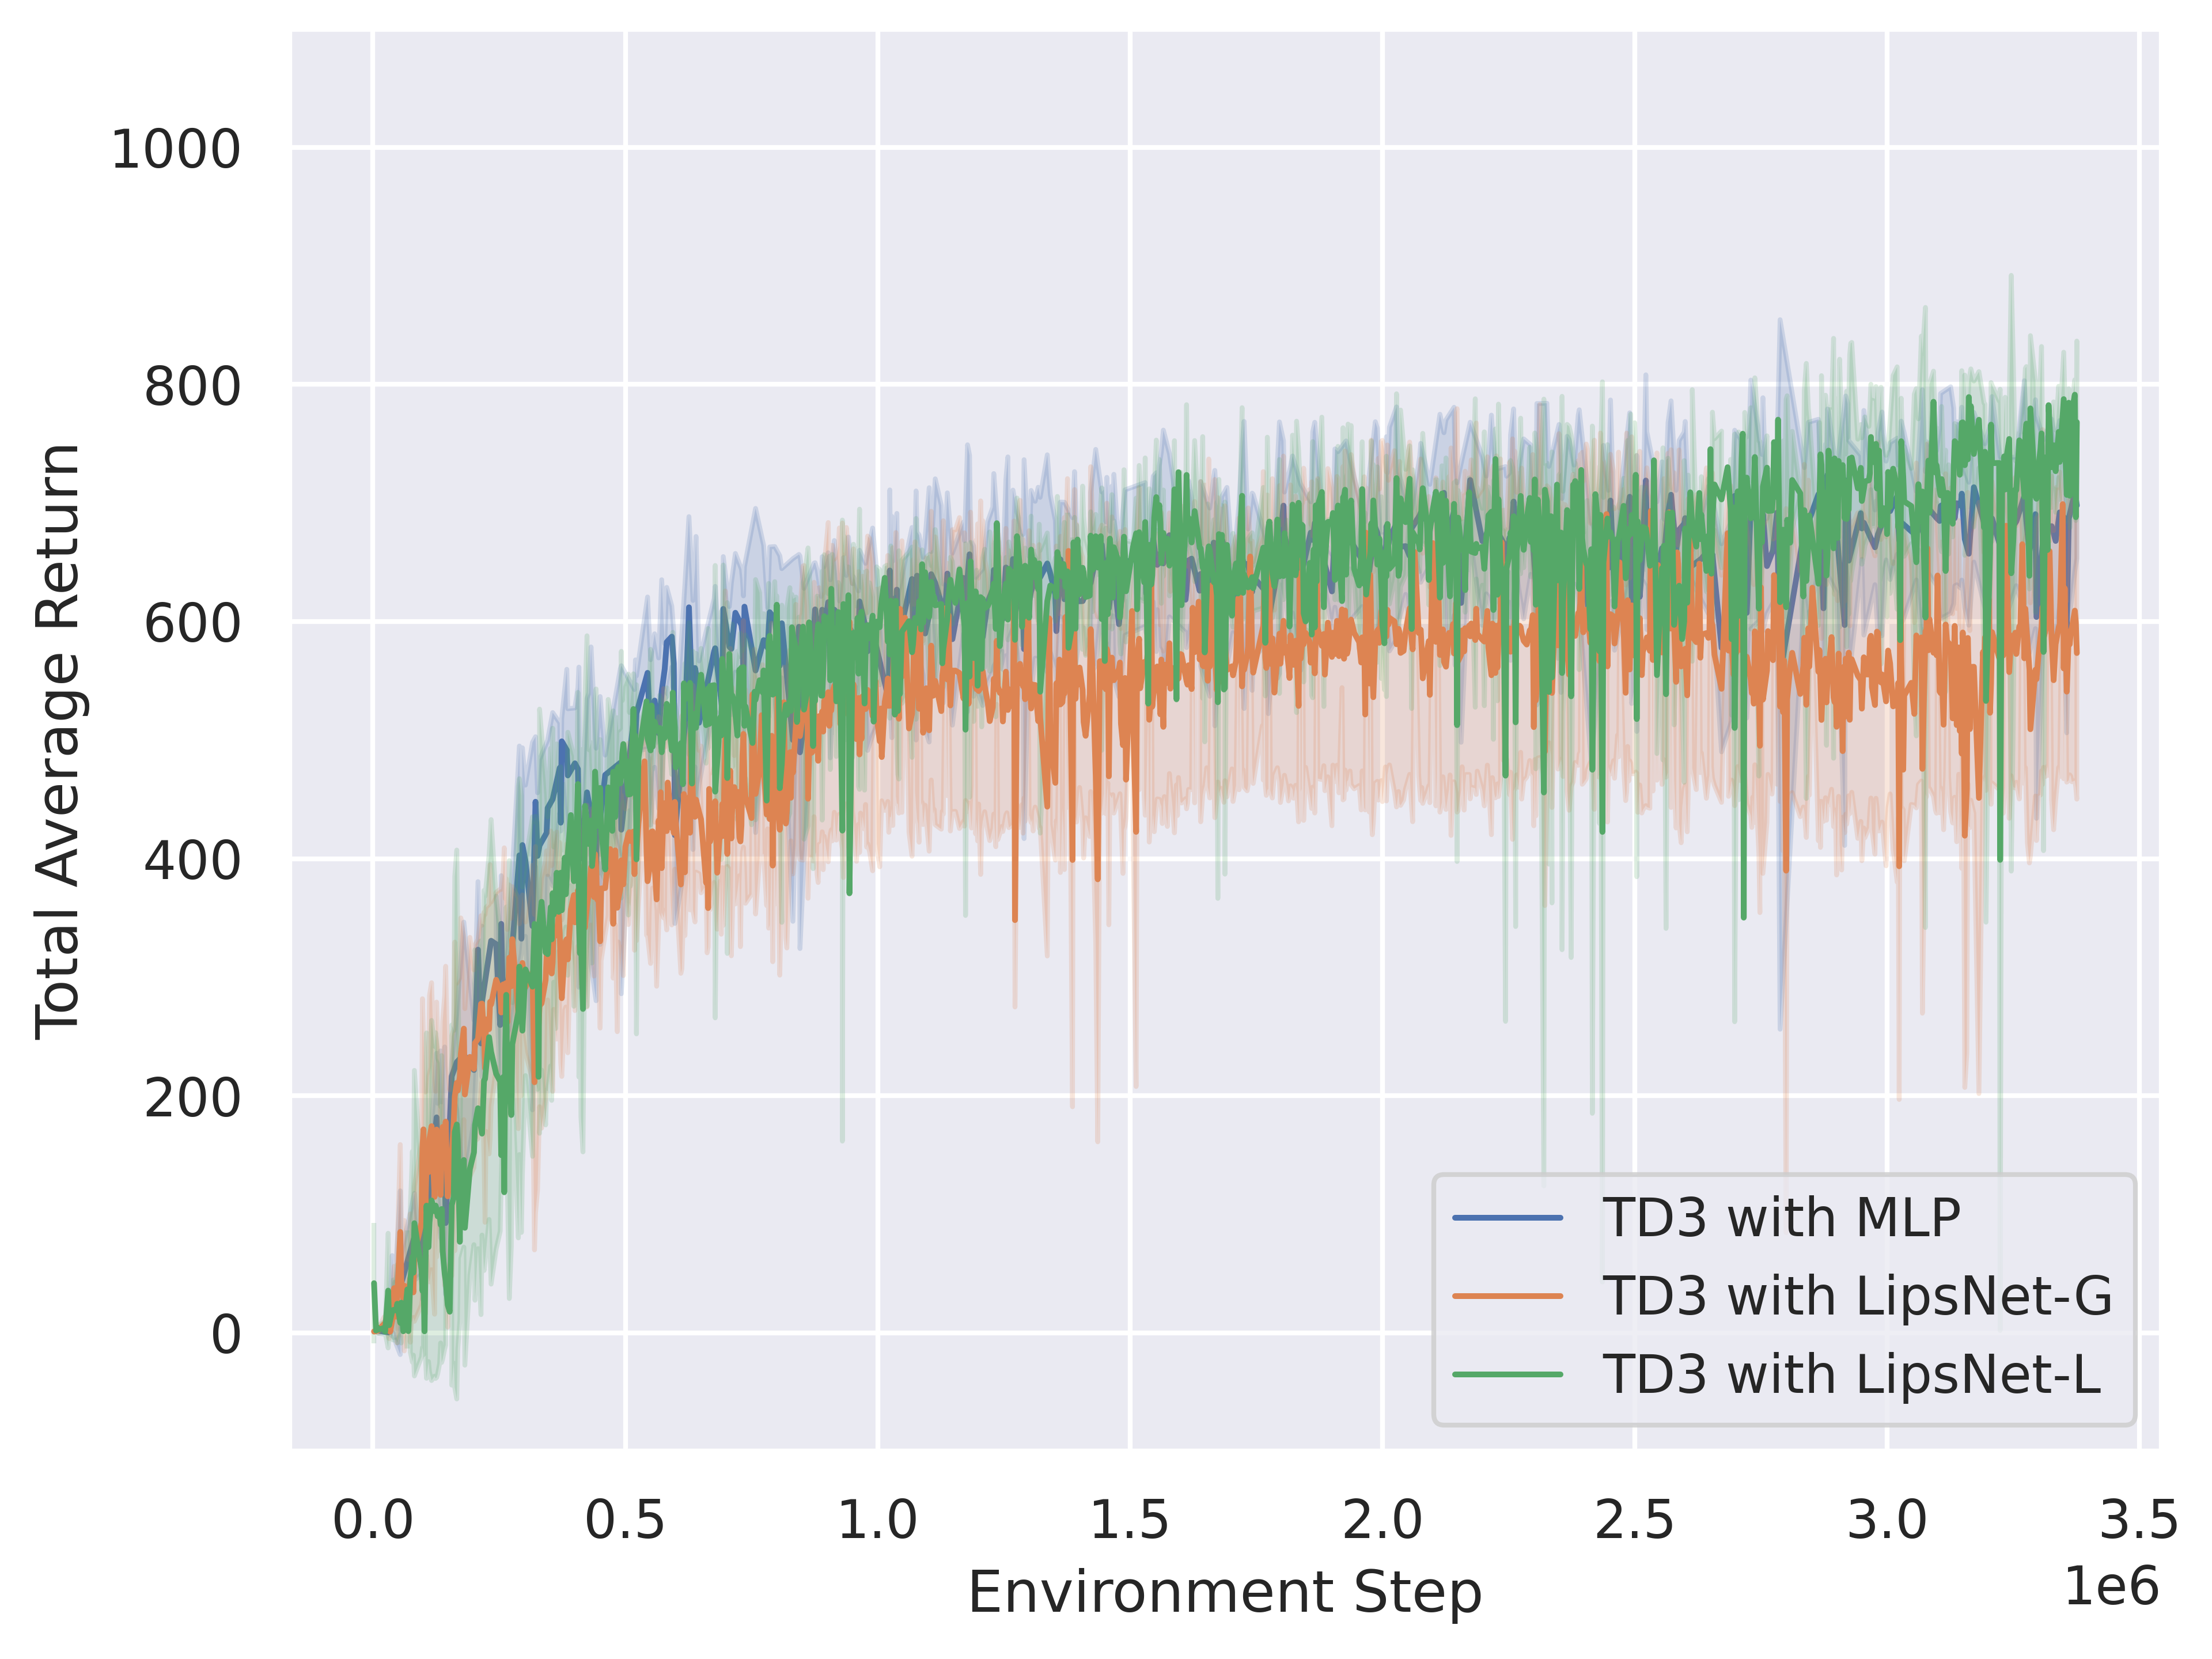 1000
800
600
400
200
0
Total Average Return
0.0 0.5 1.0 1.5 2.0 2.5 3.0 3.5
1e6
Environment Step
TD3 with MLP
TD3 with LipsNet-G
TD3 with LipsNet-L